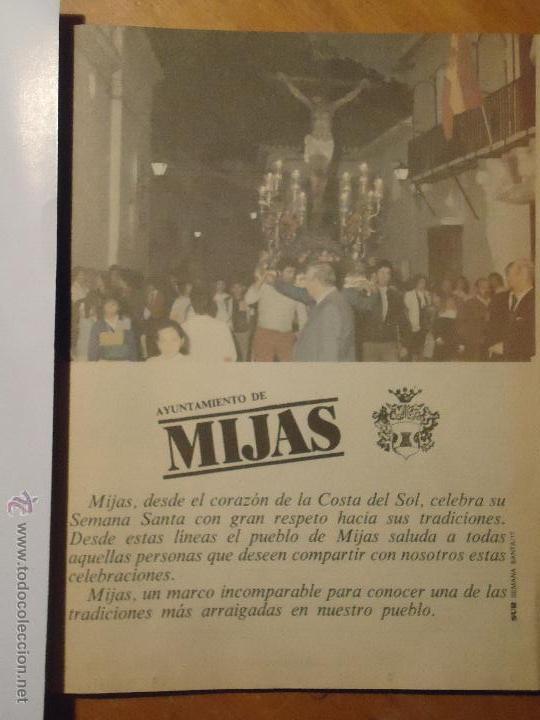 AYUNTAMIENTO DE
MIJAS
Mijas, desde el corazón de la Costa del Sol, celebra su
Semana Santa con gran respeto hacia sus tradiciones.
Desde estas líneas el pueblo de Mijas saluda a todas
aquellas personas que deseen compartir con nosotros estas
celebraciones.
Mijas, un marco incomparable para conocer una de las
tradiciones más arraigadas en nuestro pueblo.
SEMANA SANTA
www.todocoleccion.net